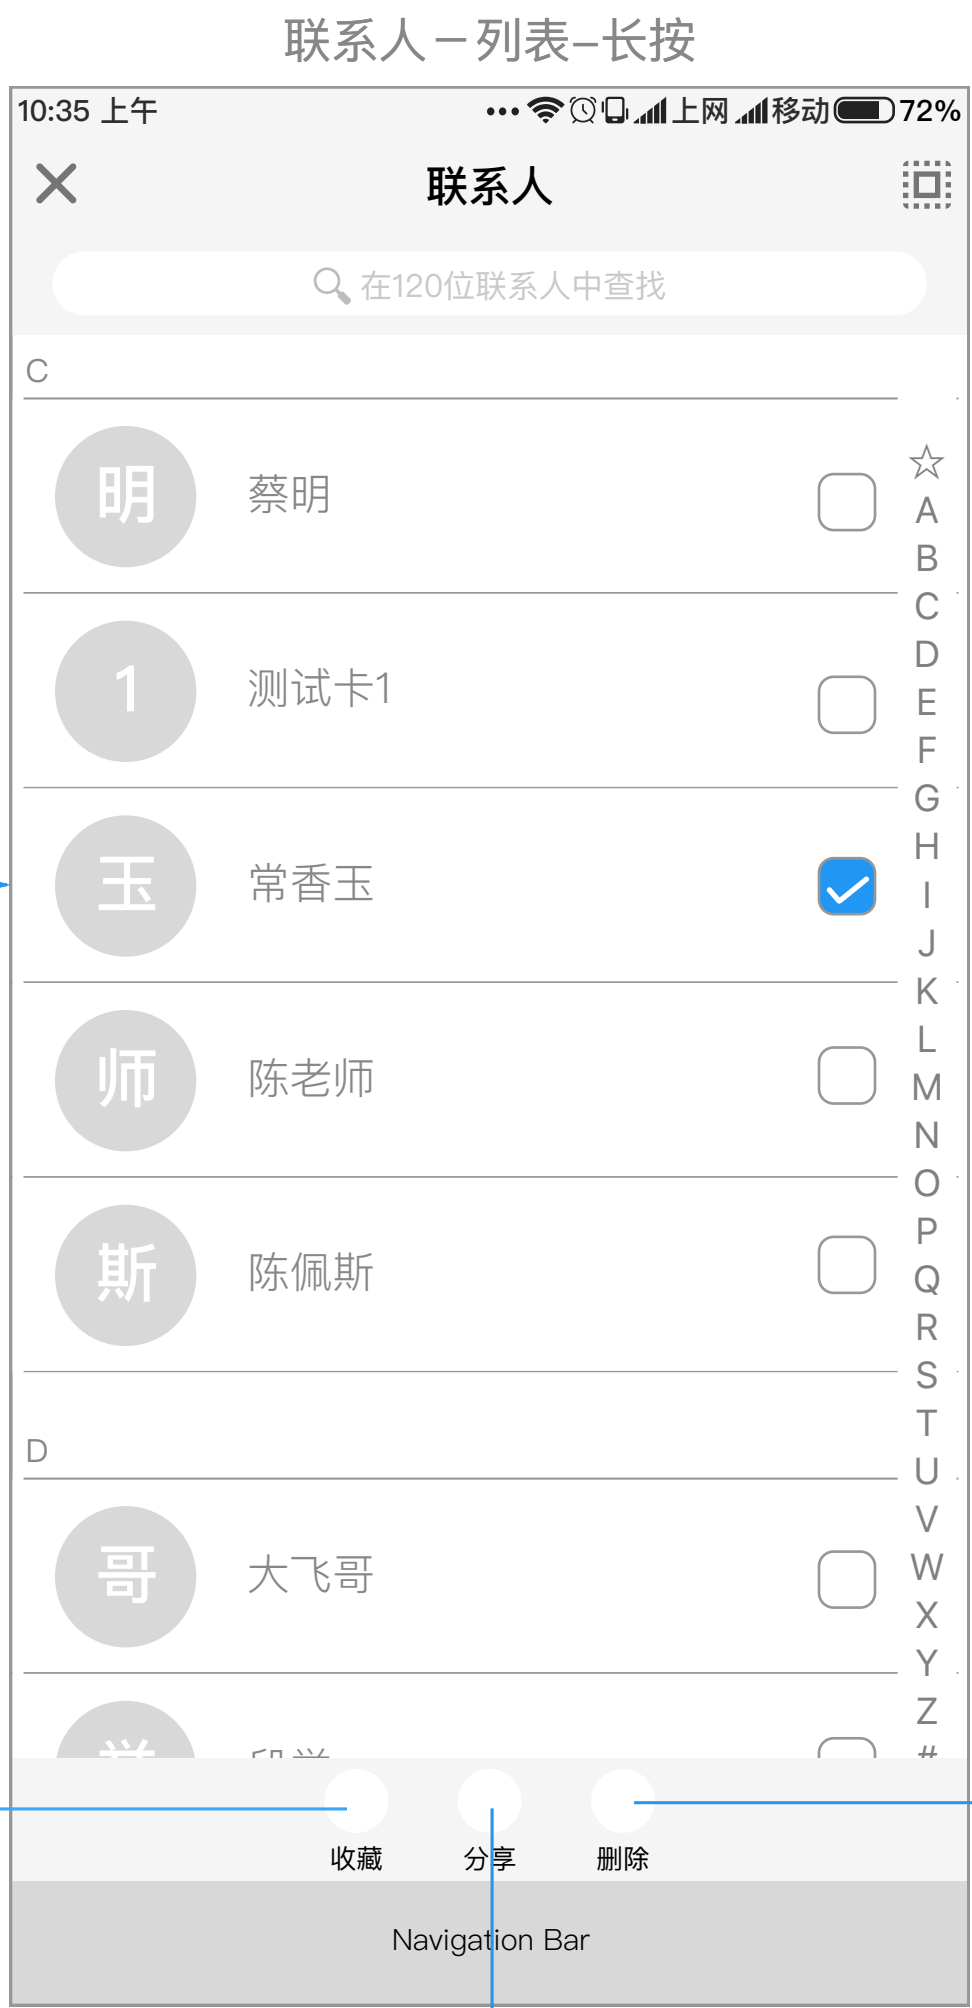 联系人－列表–长按
10:35 上午
上网
移动
72%
联系人
在120位联系人中查找
C
明
蔡明
1
测试卡1
玉
常香玉
师
陈老师
斯
陈佩斯
D
哥
大飞哥
☆
A
B
C
D
E
F
G
H
I
J
K
L
M
N
O
P
Q
R
S
T
U
V
W
X
Y
Z
#
收藏
分享
删除
Navigation Bar